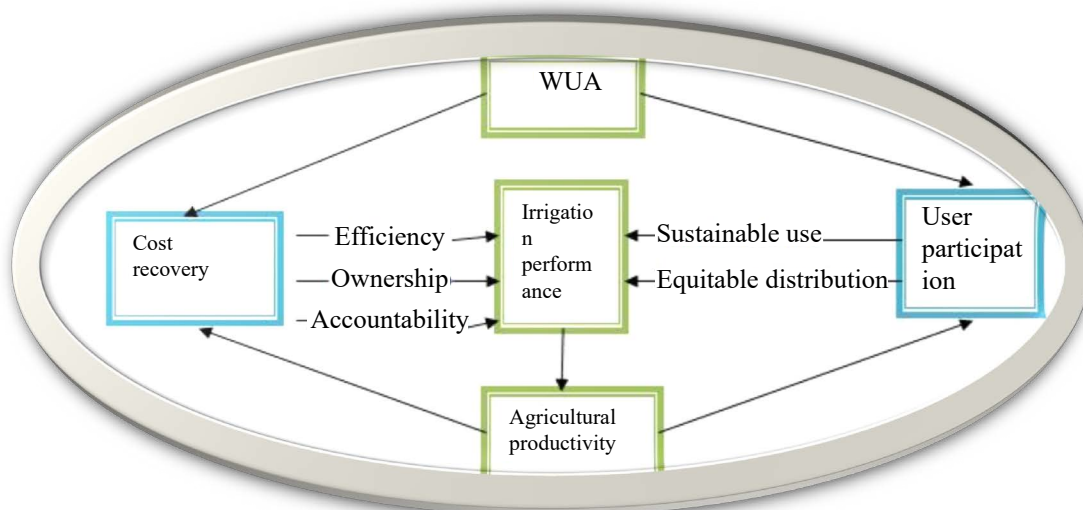 WUA
Cost
recovery
Efficiency
Ownership
Accountability
Irrigatio
n
perform
ance
Sustainable use
Equitable distribution
User
participat
ion
Agricultural
productivity